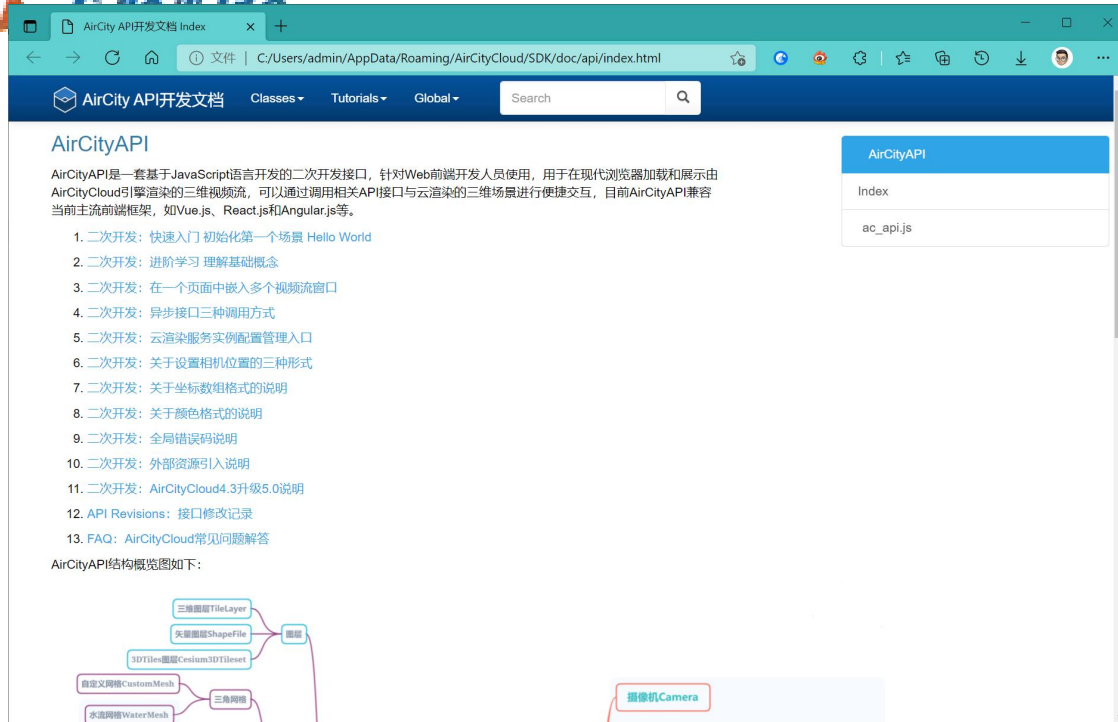 AirCity API开发文档 Index
文件 | C:/Users/admin/AppData/Roaming/AirCityCloud/SDK/doc/api/index.html
AirCity API开发文档 Classes Tutorials Global Search
AirCityAPI
AirCityAPI是一套基于JavaScript语言开发的二次开发接口，针对Web前端开发人员使用，用于在现代浏览器加载和展示由
AirCityCloud引擎渲染的三维视频流，可以通过调用相关API接口与云渲染的三维场景进行便捷交互，目前AirCityAPI兼容
当前主流前端框架，如Vue.js、React.js和Angular.js等。
1. 二次开发：快速入门 初始化第一个场景 Hello World
2. 二次开发：进阶学习 理解基础概念
3. 二次开发：在一个页面中嵌入多个视频流窗口
4. 二次开发：异步接口三种调用方式
5. 二次开发：云渲染服务实例配置管理入口
6. 二次开发：关于设置相机位置的三种形式
7. 二次开发：关于坐标数组格式的说明
8. 二次开发：关于颜色格式的说明
9. 二次开发：全局错误码说明
10. 二次开发：外部资源引入说明
11. 二次开发：AirCityCloud4.3升级5.0说明
12. API Revisions：接口修改记录
13. FAQ：AirCityCloud常见问题解答
AirCityAPI结构概览图如下：
AirCityAPI
Index
ac_api.js
三维图层TileLayer
矢量图层ShapeFile
图层
3DTiles图层Cesium3DTileset
自定义网格CustomMesh
三角网格
水流网格WaterMesh
摄像机Camera